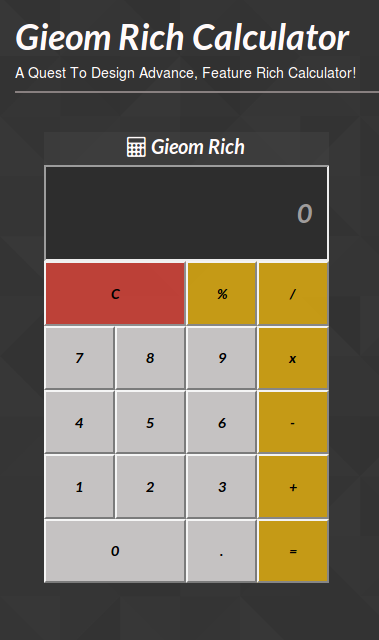 Gieom Rich Calculator
A Quest To Design Advance, Feature Rich Calculator!
Gieom Rich
0
C % /
7 8 9 x
4 5 6 -
1 2 3 +
0 . =